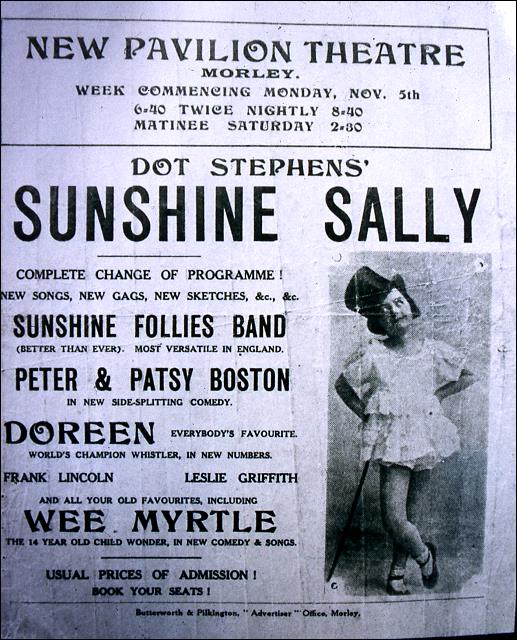 NEW PAVILION THEATRE
MORLEY.
WEEK COMMENCING MONDAY, NOV. 5th
6=40 TWICE NIGHTLY 8=40
MATINEE SATURDAY 2=30
DOT STEPHENS'
SUNSHINE SALLY
COMPLETE CHANGE OF PROGRAMME!
NEW SONGS, NEW GAGS, NEW SKETCHES, &c., &c.
SUNSHINE FOLLIES BAND
(BETTER THAN EVER). MOST VERSATILE IN ENGLAND.
PETER & PATSY BOSTON
IN NEW SIDE-SPLITTING COMEDY.
DOREEN EVERYBODY'S FAVOURITE.
WORLD'S CHAMPION WHISTLER, IN NEW NUMBERS.
FRANK LINCOLN LESLIE GRIFFITH
AND ALL YOUR OLD FAVOURITES, INCLUDING
WEE MYRTLE
THE 14 YEAR OLD CHILD WONDER, IN NEW COMEDY & SONGS.
USUAL PRICES OF ADMISSION!
BOOK YOUR SEATS!
Butterworth & Pilkington, "Advertiser" Office, Morley.